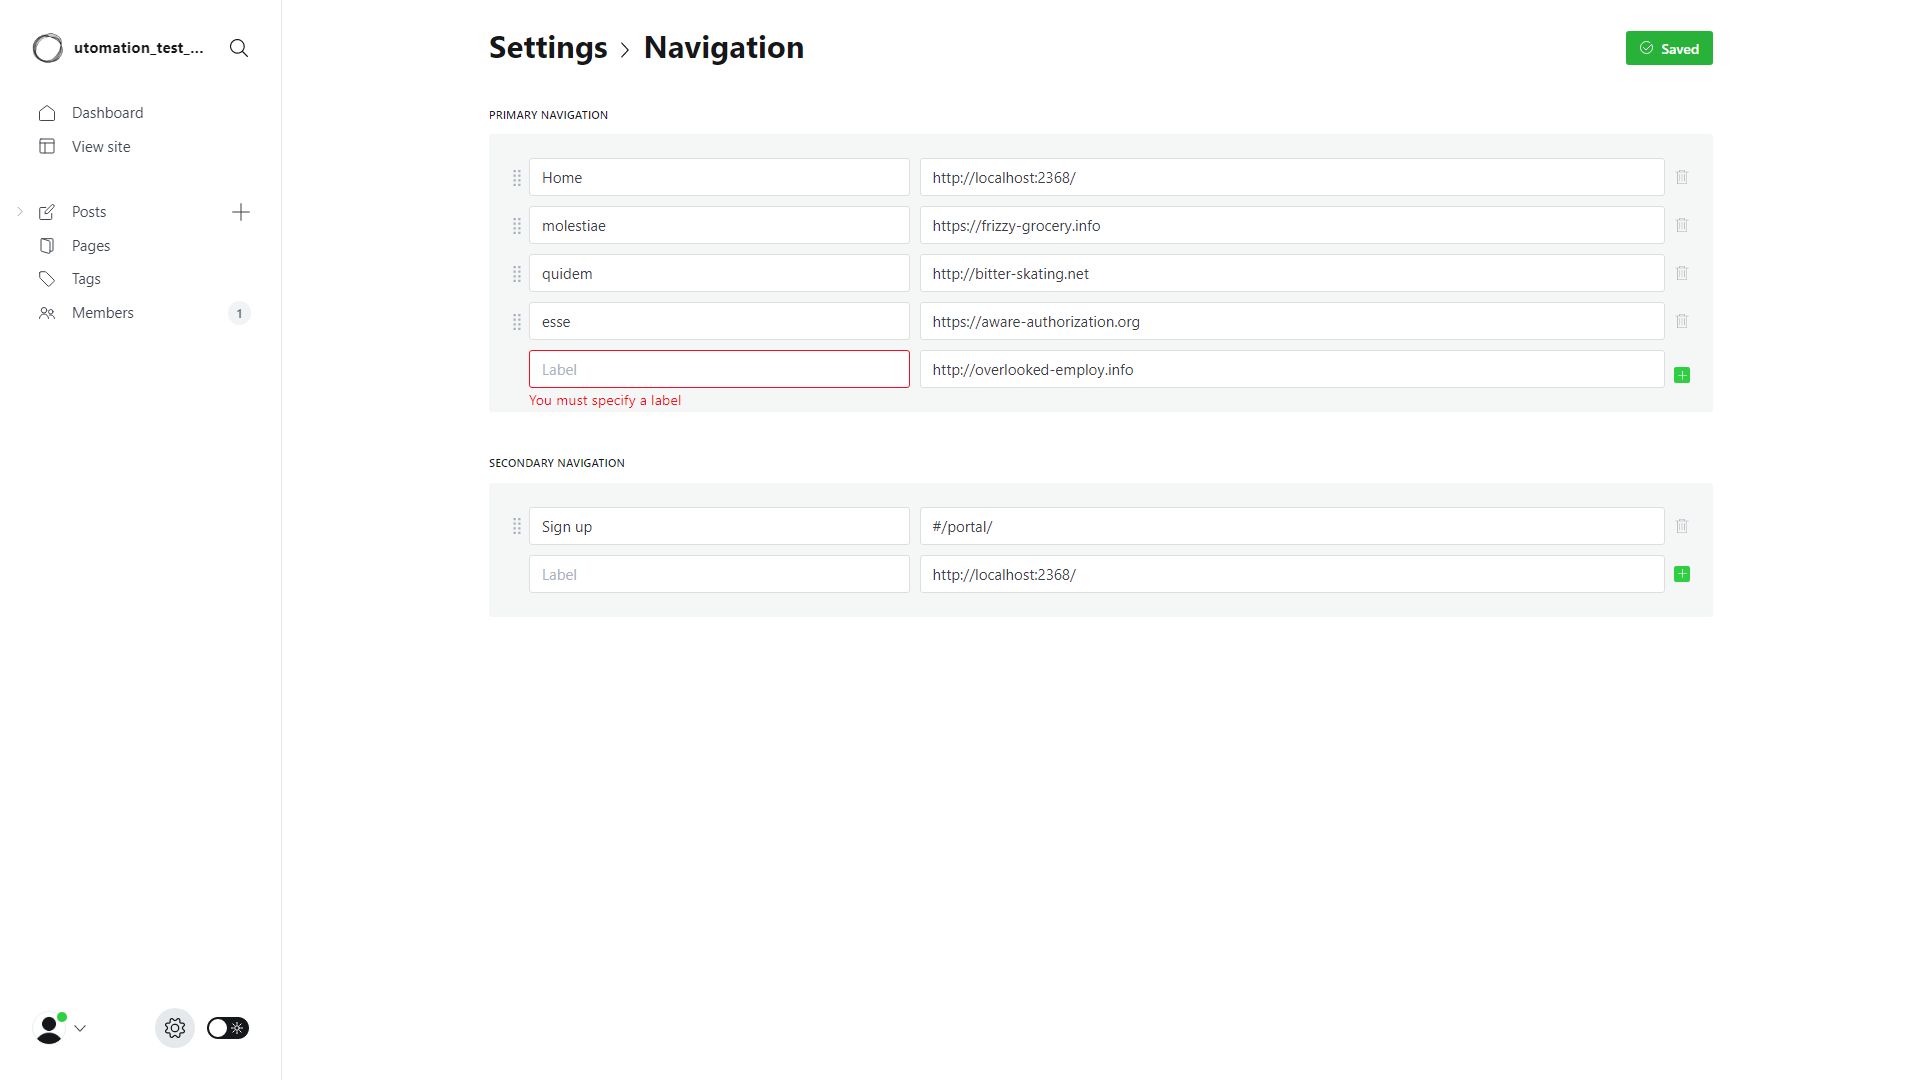 utomation_test_...
Dashboard
View site
Posts
Pages
Tags
Members 1
Settings > Navigation
Saved
PRIMARY NAVIGATION
Home http://localhost:2368/
molestiae https://frizzy-grocery.info
quidem http://bitter-skating.net
esse https://aware-authorization.org
Label http://overlooked-employ.info
You must specify a label
SECONDARY NAVIGATION
Sign up #/portal/
Label http://localhost:2368/